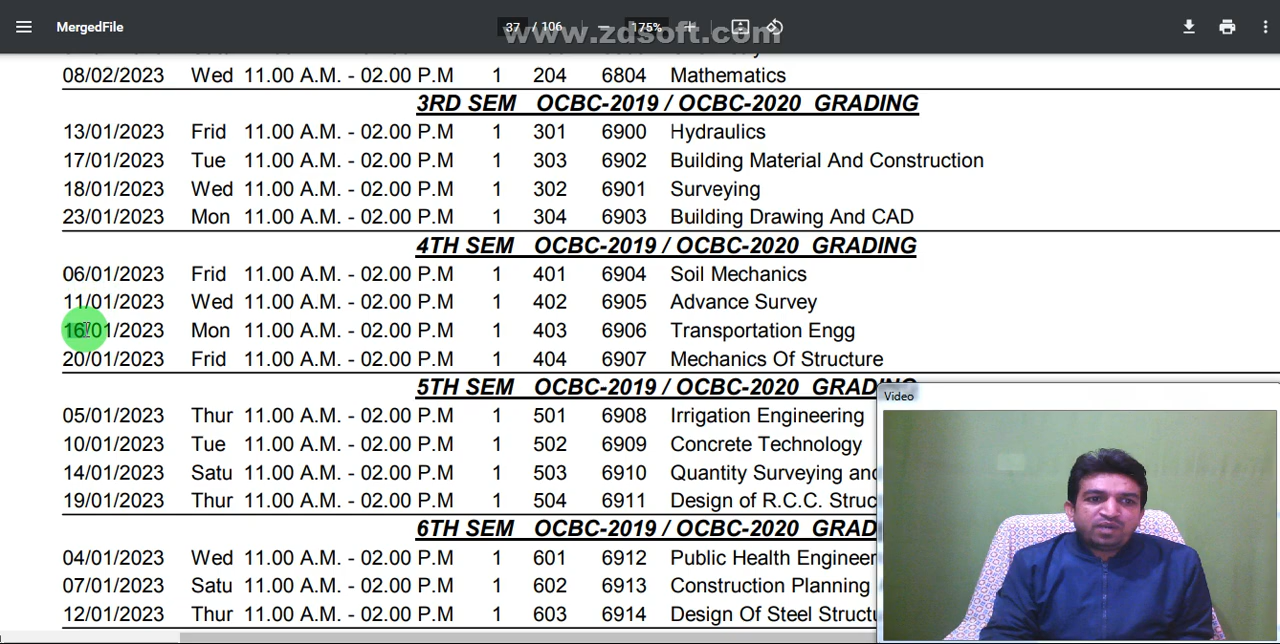 MergedFile 37 / 106 175%
www.zdsoft.com
08/02/2023 Wed 11.00 A.M. - 02.00 P.M 1 204 6804 Mathematics
3RD SEM OCBC-2019 / OCBC-2020 GRADING
13/01/2023 Frid 11.00 A.M. - 02.00 P.M 1 301 6900 Hydraulics
17/01/2023 Tue 11.00 A.M. - 02.00 P.M 1 303 6902 Building Material And Construction
18/01/2023 Wed 11.00 A.M. - 02.00 P.M 1 302 6901 Surveying
23/01/2023 Mon 11.00 A.M. - 02.00 P.M 1 304 6903 Building Drawing And CAD
4TH SEM OCBC-2019 / OCBC-2020 GRADING
06/01/2023 Frid 11.00 A.M. - 02.00 P.M 1 401 6904 Soil Mechanics
11/01/2023 Wed 11.00 A.M. - 02.00 P.M 1 402 6905 Advance Survey
16/01/2023 Mon 11.00 A.M. - 02.00 P.M 1 403 6906 Transportation Engg
20/01/2023 Frid 11.00 A.M. - 02.00 P.M 1 404 6907 Mechanics Of Structure
5TH SEM OCBC-2019 / OCBC-2020 GRADING
Video
05/01/2023 Thur 11.00 A.M. - 02.00 P.M 1 501 6908 Irrigation Engineering
10/01/2023 Tue 11.00 A.M. - 02.00 P.M 1 502 6909 Concrete Technology
14/01/2023 Satu 11.00 A.M. - 02.00 P.M 1 503 6910 Quantity Surveying and
19/01/2023 Thur 11.00 A.M. - 02.00 P.M 1 504 6911 Design of R.C.C. Struc
6TH SEM OCBC-2019 / OCBC-2020 GRAD
04/01/2023 Wed 11.00 A.M. - 02.00 P.M 1 601 6912 Public Health Engineer
07/01/2023 Satu 11.00 A.M. - 02.00 P.M 1 602 6913 Construction Planning
12/01/2023 Thur 11.00 A.M. - 02.00 P.M 1 603 6914 Design Of Steel Struct